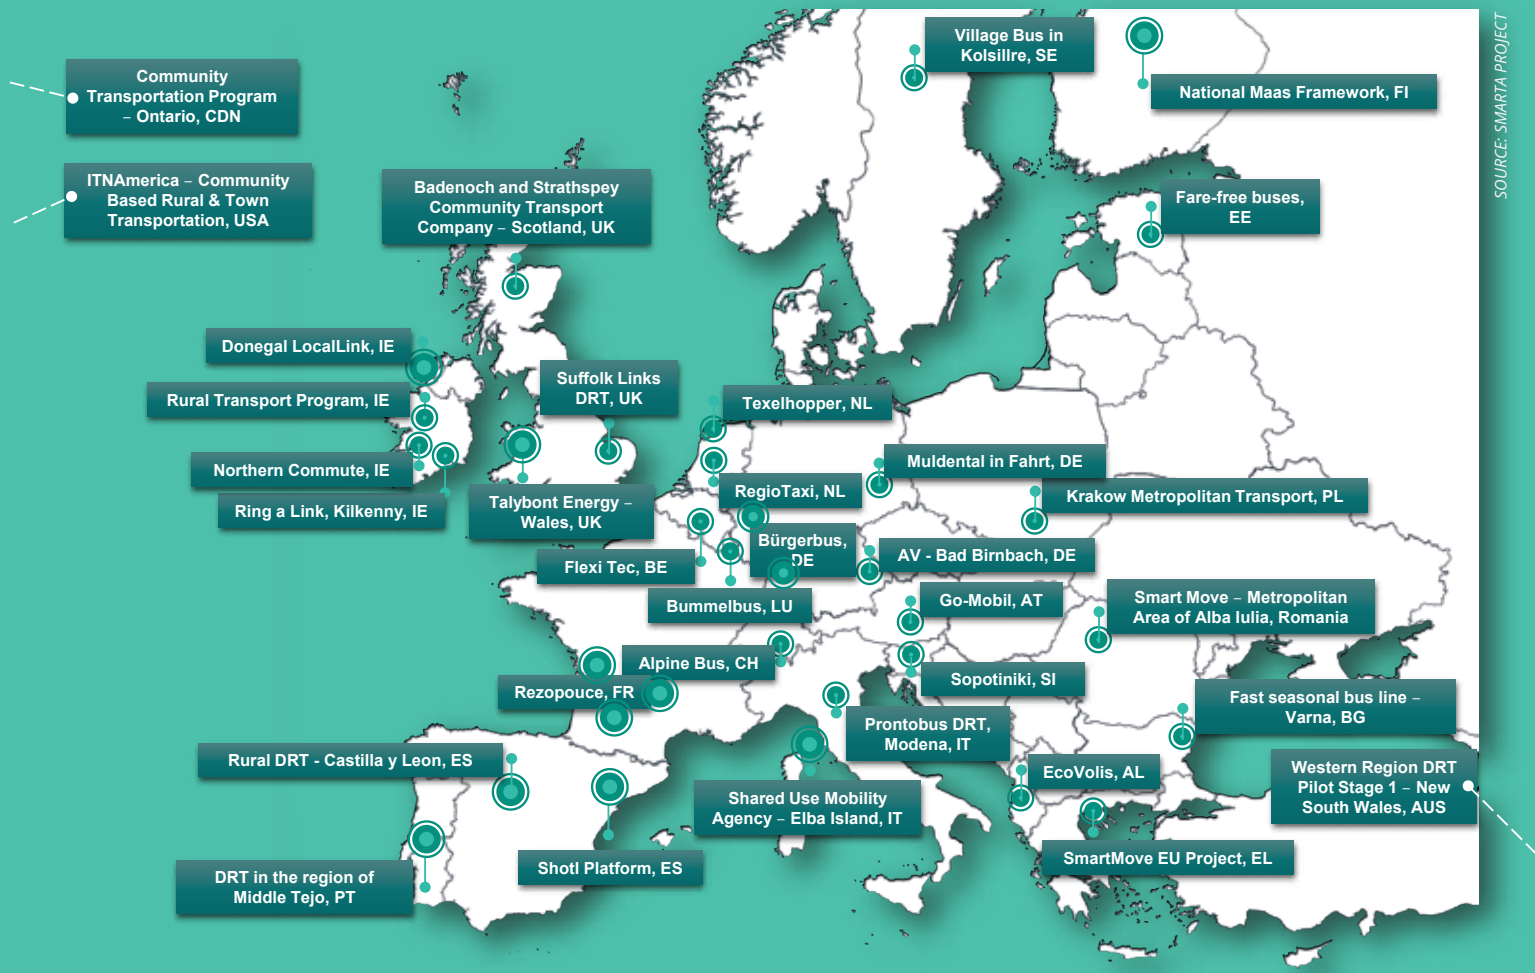 Community
Transportation Program
– Ontario, CDN
ITNAmerica – Community
Based Rural & Town
Transportation, USA
Badenoch and Strathspey
Community Transport
Company – Scotland, UK
Village Bus in
Kolsillre, SE
National Maas Framework, FI
SOURCE: SMARTA PROJECT
Fare-free buses,
EE
Donegal LocalLink, IE
Rural Transport Program, IE
Northern Commute, IE
Ring a Link, Kilkenny, IE
Suffolk Links
DRT, UK
Talybont Energy –
Wales, UK
Texelhopper, NL
RegioTaxi, NL
Muldental in Fahrt, DE
Krakow Metropolitan Transport, PL
Bürgerbus,
DE
AV - Bad Birnbach, DE
Flexi Tec, BE
Bummelbus, LU
Go-Mobil, AT
Smart Move – Metropolitan
Area of Alba Iulia, Romania
Alpine Bus, CH
Rezopouce, FR
Sopotiniki, SI
Fast seasonal bus line –
Varna, BG
Prontobus DRT,
Modena, IT
Rural DRT - Castilla y Leon, ES
EcoVolis, AL
Western Region DRT
Pilot Stage 1 – New
South Wales, AUS
Shared Use Mobility
Agency – Elba Island, IT
SmartMove EU Project, EL
Shotl Platform, ES
DRT in the region of
Middle Tejo, PT